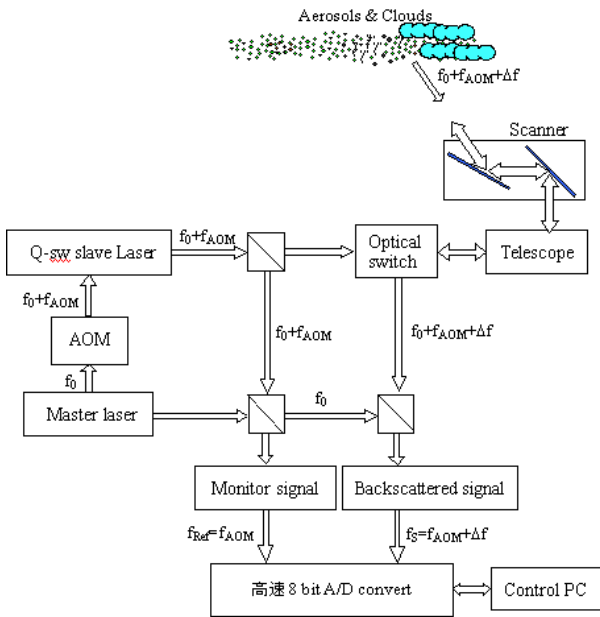 Aerosols & Clouds
f0+fAOM+Δf
Scanner
Q-sw slave Laser
f0+fAOM
Optical switch
Telescope
f0+fAOM
AOM
f0+fAOM
f0+fAOM+Δf
f0
Master laser
f0
Monitor signal
Backscattered signal
fRef=fAOM
fS=fAOM+Δf
高速 8 bit A/D convert
Control PC